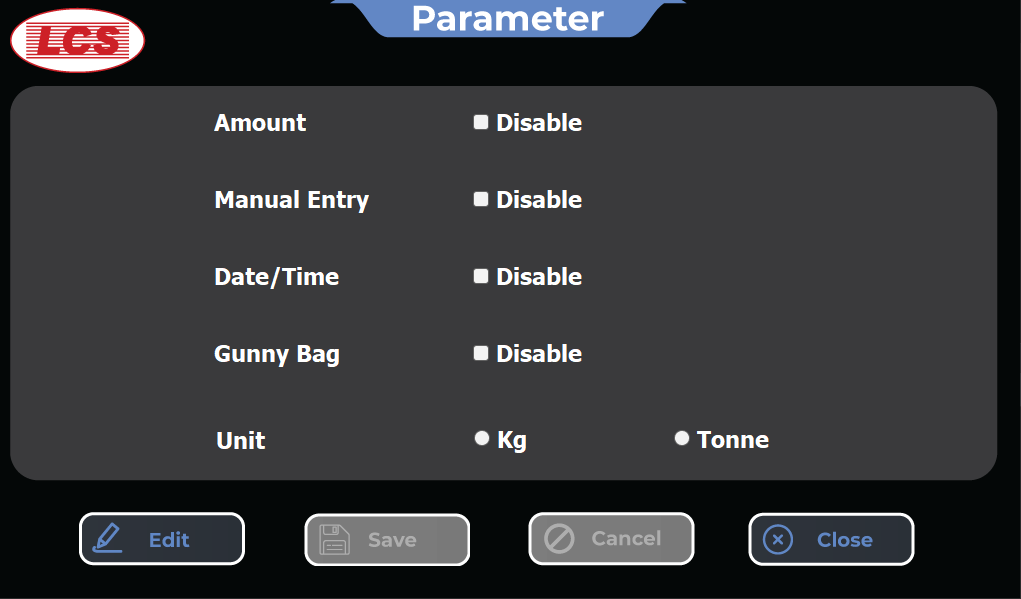 LCS
Parameter
Amount Disable
Manual Entry Disable
Date/Time Disable
Gunny Bag Disable
Unit Kg Tonne
Edit Save Cancel Close